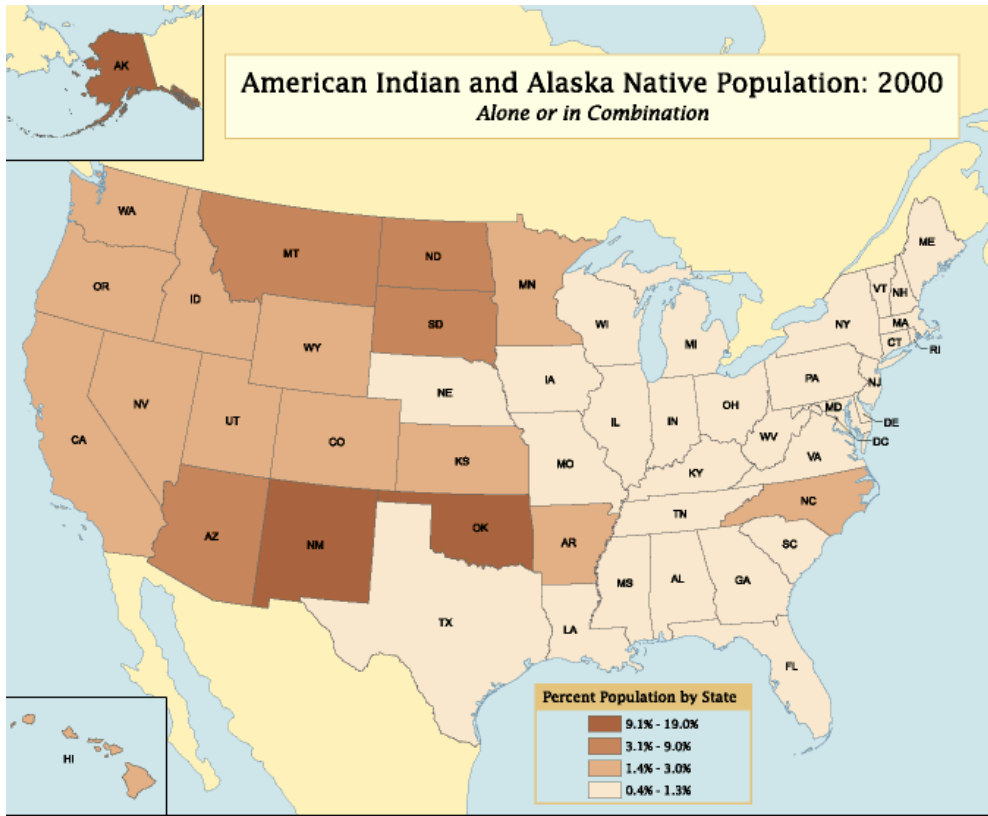 AK
American Indian and Alaska Native Population: 2000
Alone or in Combination
WA
MT
ND
MN
ME
OR
ID
SD
WI
VT
NH
WY
MI
NY
MA
CT
RI
NE
IA
PA
NJ
NV
UT
CO
IL
IN
OH
MD
DE
CA
KS
MO
WV
DC
KY
VA
AZ
NM
OK
AR
TN
NC
SC
MS
AL
GA
TX
LA
FL
HI
Percent Population by State
9.1% - 19.0%
3.1% - 9.0%
1.4% - 3.0%
0.4% - 1.3%